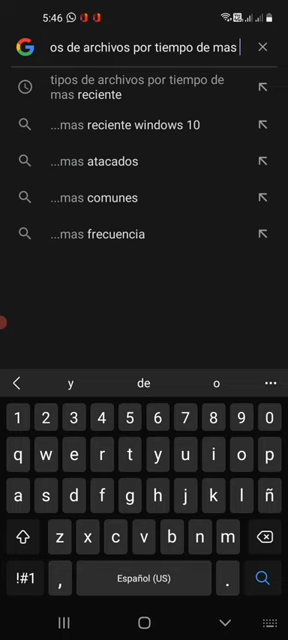 5:46
os de archivos por tiempo de mas
tipos de archivos por tiempo de
mas reciente
...mas reciente windows 10
...mas atacados
...mas comunes
...mas frecuencia
y de o
1 2 3 4 5 6 7 8 9 0
q w e r t y u i o p
a s d f g h j k l ñ
z x c v b n m
!#1 , Español (US) .